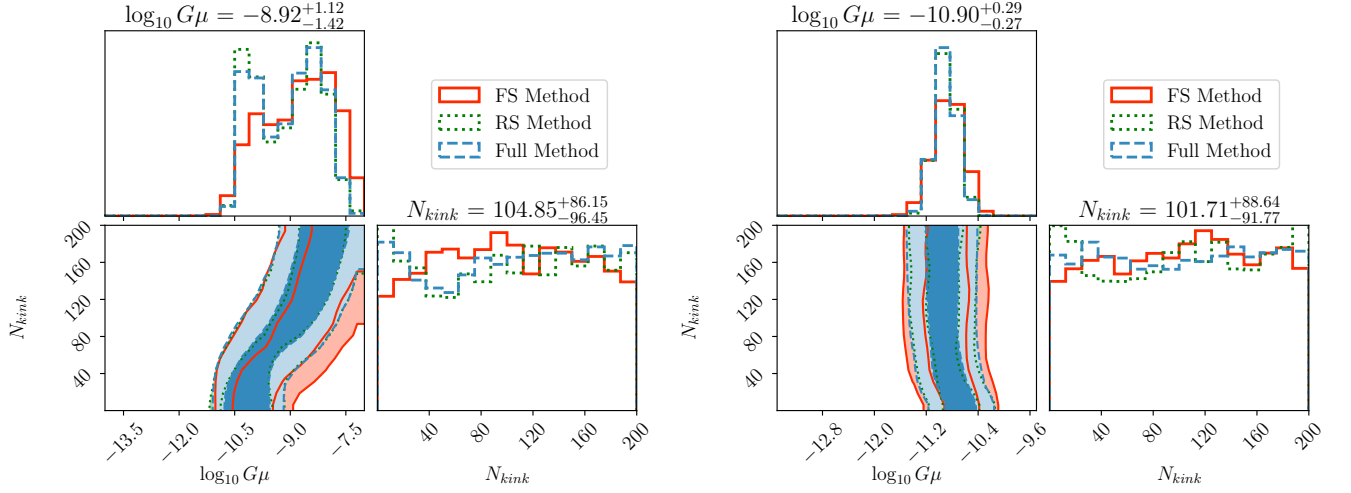 log₁₀ Gμ = −8.92⁺¹·¹²₋₁.₄₂
FS Method
RS Method
Full Method
N_kink = 104.85⁺⁸⁶·¹⁵₋₉₆.₄₅
200
160
120
80
40
N_kink
−13.5
−12.0
−10.5
−9.0
−7.5
log₁₀ Gμ
40
80
120
160
200
N_kink
log₁₀ Gμ = −10.90⁺⁰·²⁹₋₀.₂₇
FS Method
RS Method
Full Method
N_kink = 101.71⁺⁸⁸·⁶⁴₋₉₁.₇₇
200
160
120
80
40
N_kink
−12.8
−12.0
−11.2
−10.4
−9.6
log₁₀ Gμ
40
80
120
160
200
N_kink